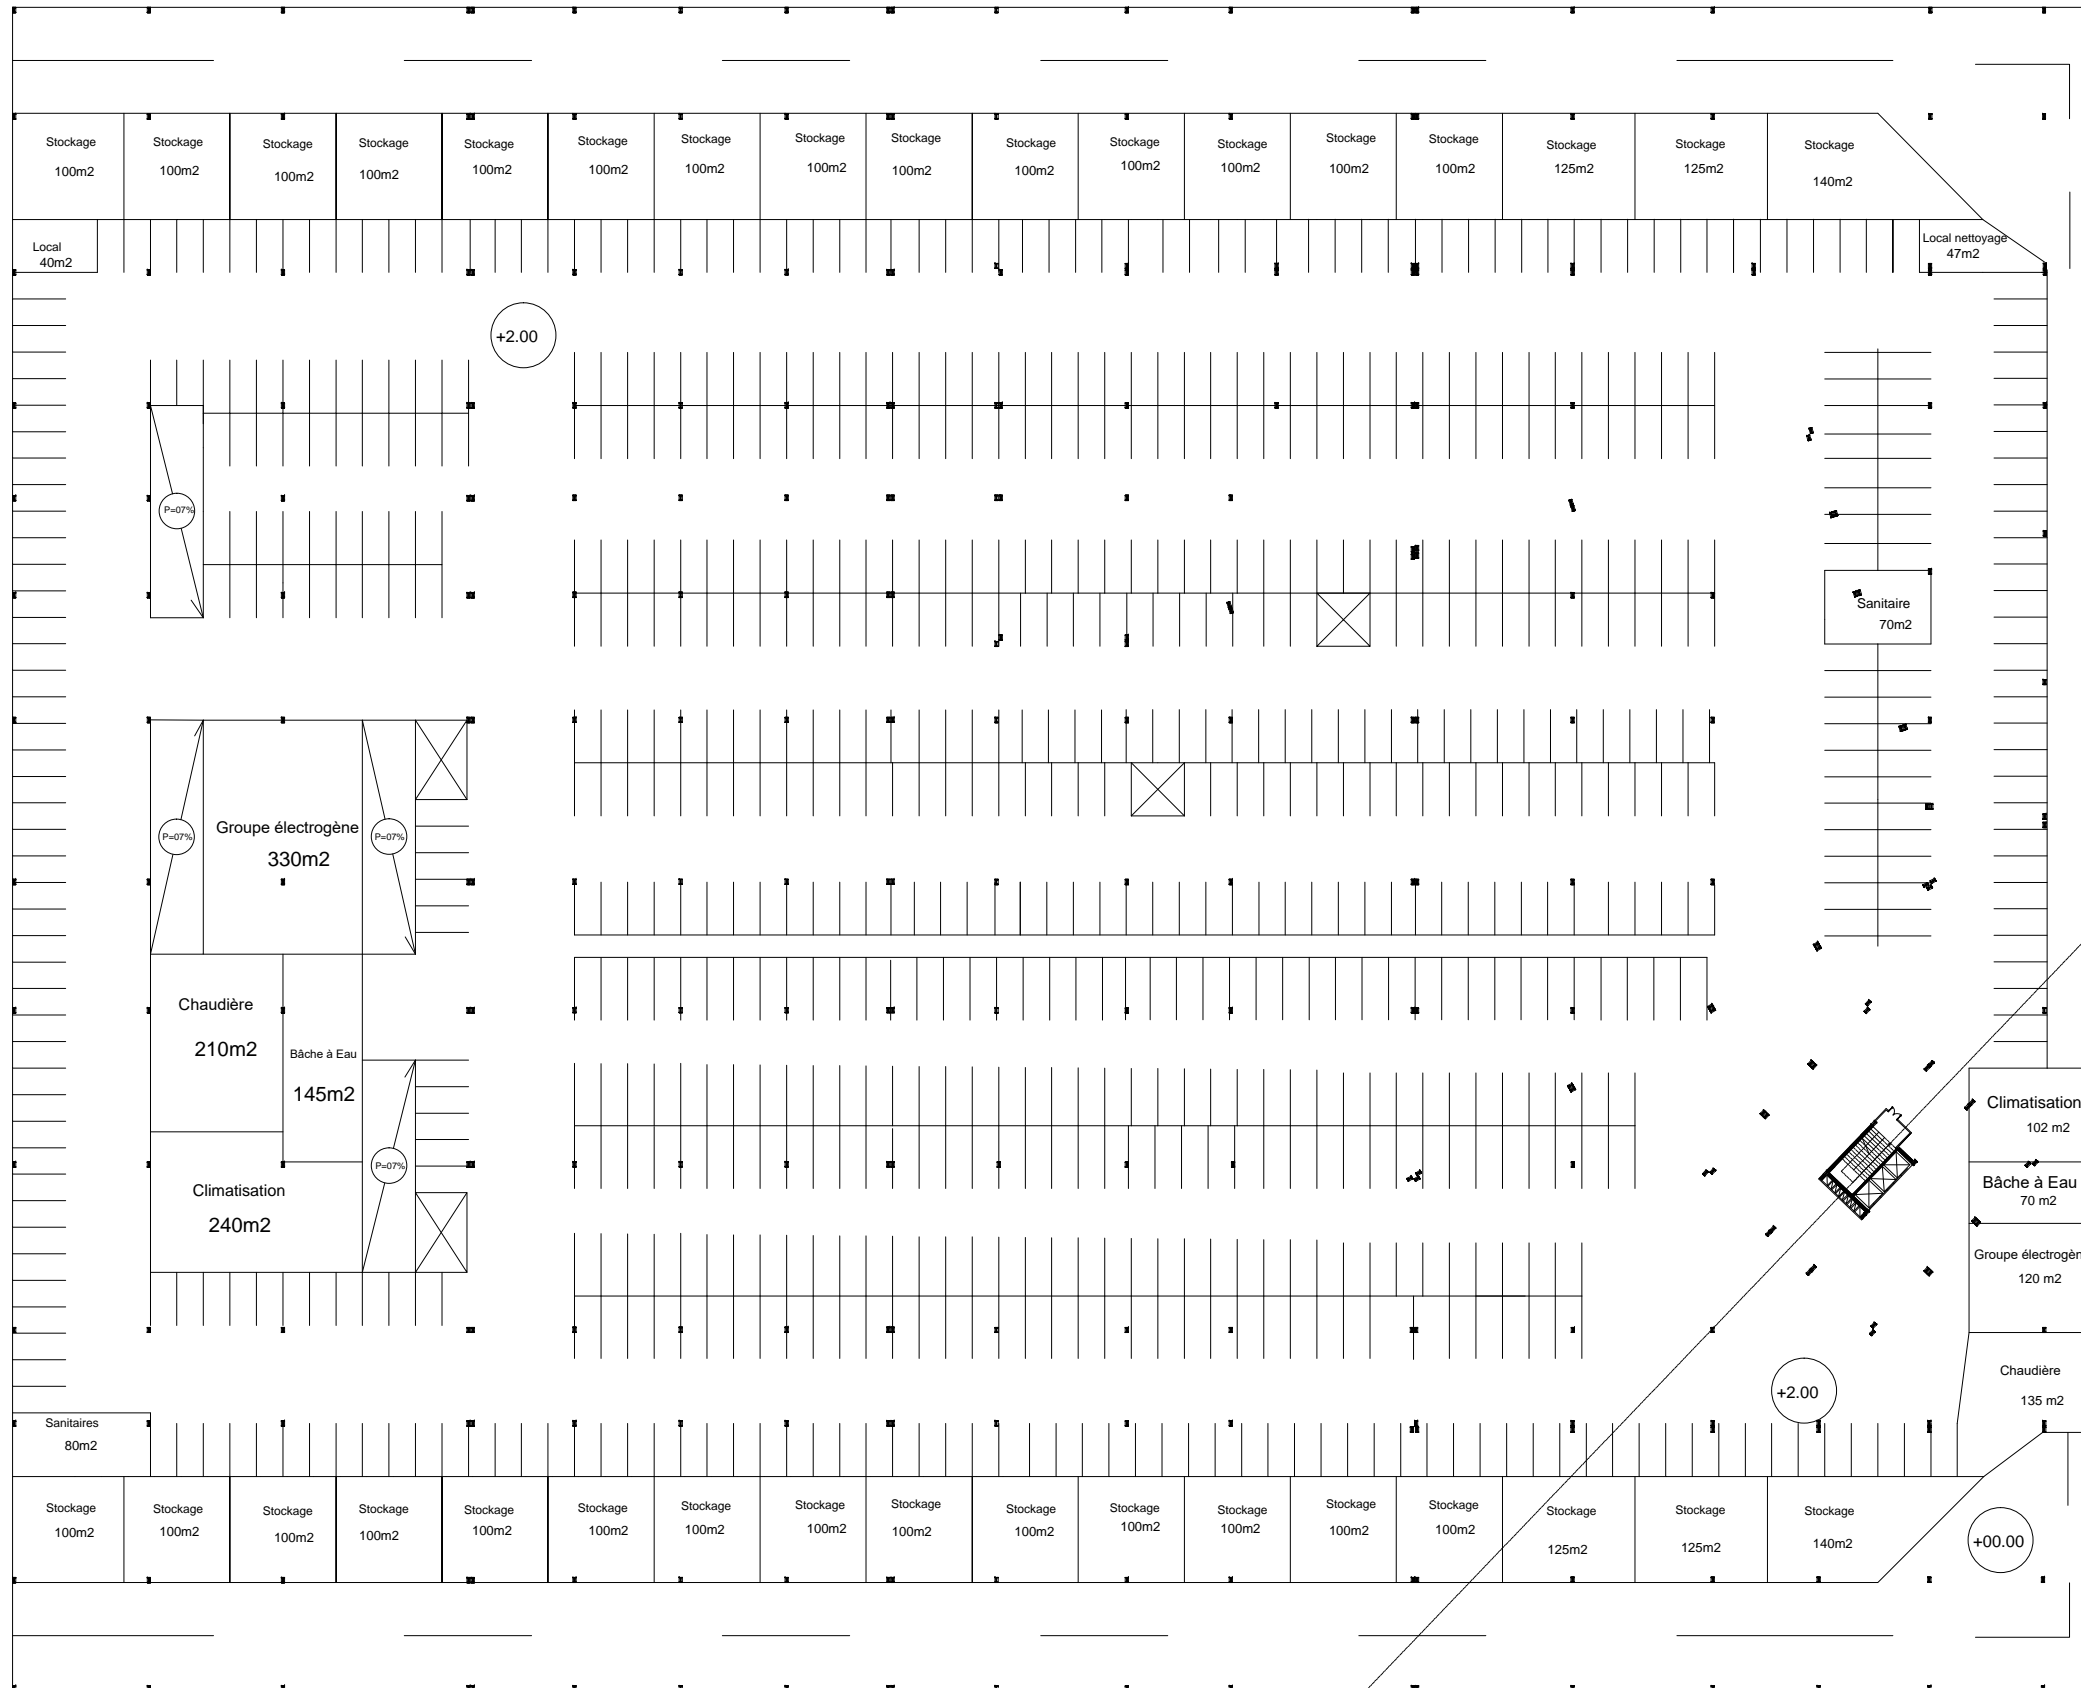 Stockage
100m2
Stockage
100m2
Stockage
100m2
Stockage
100m2
Stockage
100m2
Stockage
100m2
Stockage
100m2
Stockage
100m2
Stockage
100m2
Stockage
100m2
Stockage
100m2
Stockage
100m2
Stockage
100m2
Stockage
100m2
Stockage
125m2
Stockage
125m2
Stockage
140m2
Local
40m2
Local nettoyage
47m2
+2.00
P=07%
Sanitaire
70m2
Groupe électrogène
330m2
P=07%
P=07%
Chaudière
210m2
Bâche à Eau
145m2
P=07%
Climatisation
240m2
Climatisation
102 m2
Bâche à Eau
70 m2
Groupe électrogèn
120 m2
Chaudière
135 m2
+2.00
Sanitaires
80m2
Stockage
100m2
Stockage
100m2
Stockage
100m2
Stockage
100m2
Stockage
100m2
Stockage
100m2
Stockage
100m2
Stockage
100m2
Stockage
100m2
Stockage
100m2
Stockage
100m2
Stockage
100m2
Stockage
100m2
Stockage
100m2
Stockage
125m2
Stockage
125m2
Stockage
140m2
+00.00